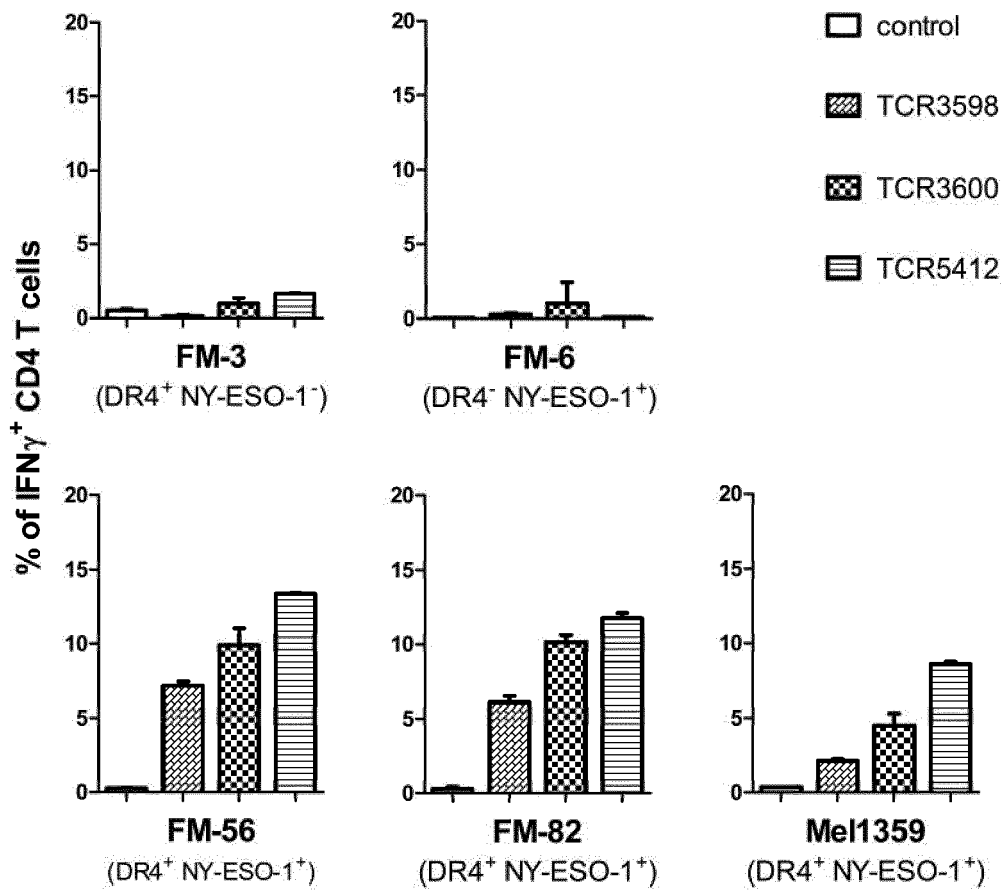 % of IFNγ⁺ CD4 T cells
20
15
10
5
0
FM-3
(DR4⁺ NY-ESO-1⁻)
20
15
10
5
0
FM-6
(DR4⁻ NY-ESO-1⁺)
control
TCR3598
TCR3600
TCR5412
20
15
10
5
0
FM-56
(DR4⁺ NY-ESO-1⁺)
20
15
10
5
0
FM-82
(DR4⁺ NY-ESO-1⁺)
20
15
10
5
0
Mel1359
(DR4⁺ NY-ESO-1⁺)